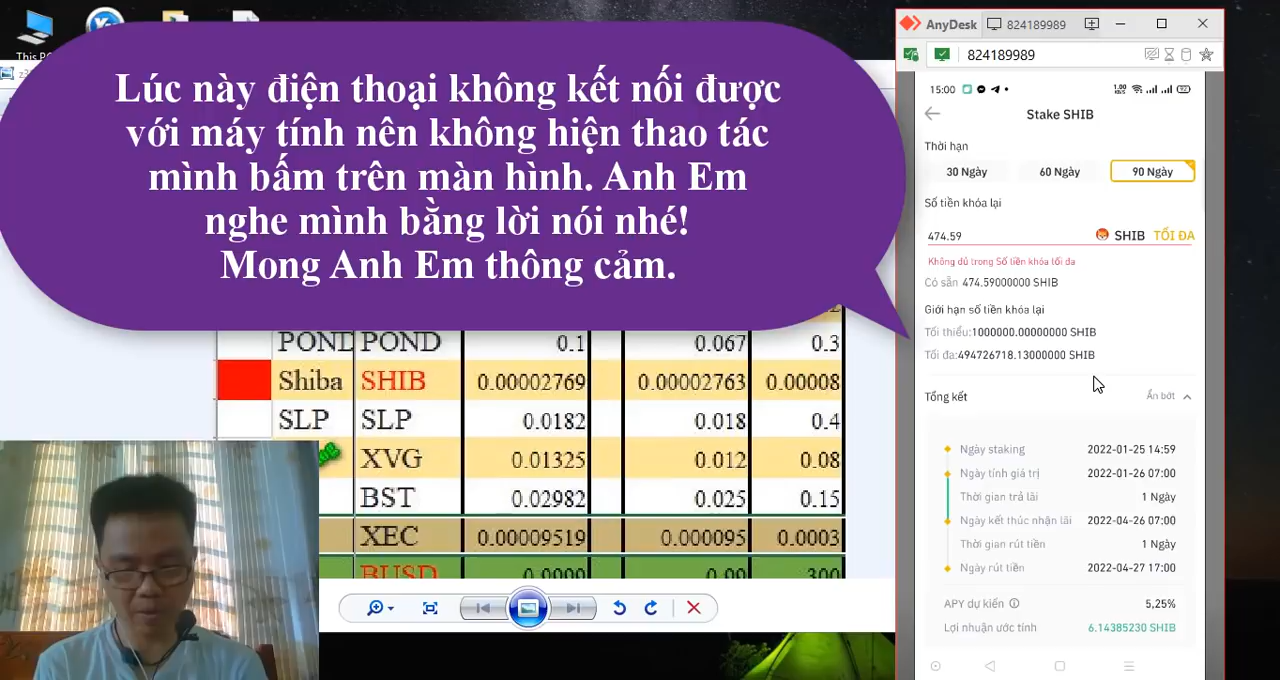 This PC
Lúc này điện thoại không kết nối được
với máy tính nên không hiện thao tác
mình bấm trên màn hình. Anh Em
nghe mình bằng lời nói nhé!
Mong Anh Em thông cảm.
POND POND 0.1 0.067 0.3
Shiba SHIB 0.00002769 0.00002763 0.00008
SLP SLP 0.0182 0.018 0.4
XVG 0.01325 0.012 0.08
BST 0.02982 0.025 0.15
XEC 0.00009519 0.000095 0.0003
BUSD 0.9999 0.99 300
AnyDesk 824189989
824189989
15:00
Stake SHIB
Thời hạn
30 Ngày 60 Ngày 90 Ngày
Số tiền khóa lại
474.59 SHIB TỐI ĐA
Không đủ trong Số tiền khóa tối đa
Có sẵn 474.59000000 SHIB
Giới hạn số tiền khóa lại
Tối thiểu:1000000.00000000 SHIB
Tối đa:494726718.13000000 SHIB
Tổng kết Ẩn bớt
Ngày staking 2022-01-25 14:59
Ngày tính giá trị 2022-01-26 07:00
Thời gian trả lãi 1 Ngày
Ngày kết thúc nhận lãi 2022-04-26 07:00
Thời gian rút tiền 1 Ngày
Ngày rút tiền 2022-04-27 17:00
APY dự kiến 5,25%
Lợi nhuận ước tính 6.14385230 SHIB